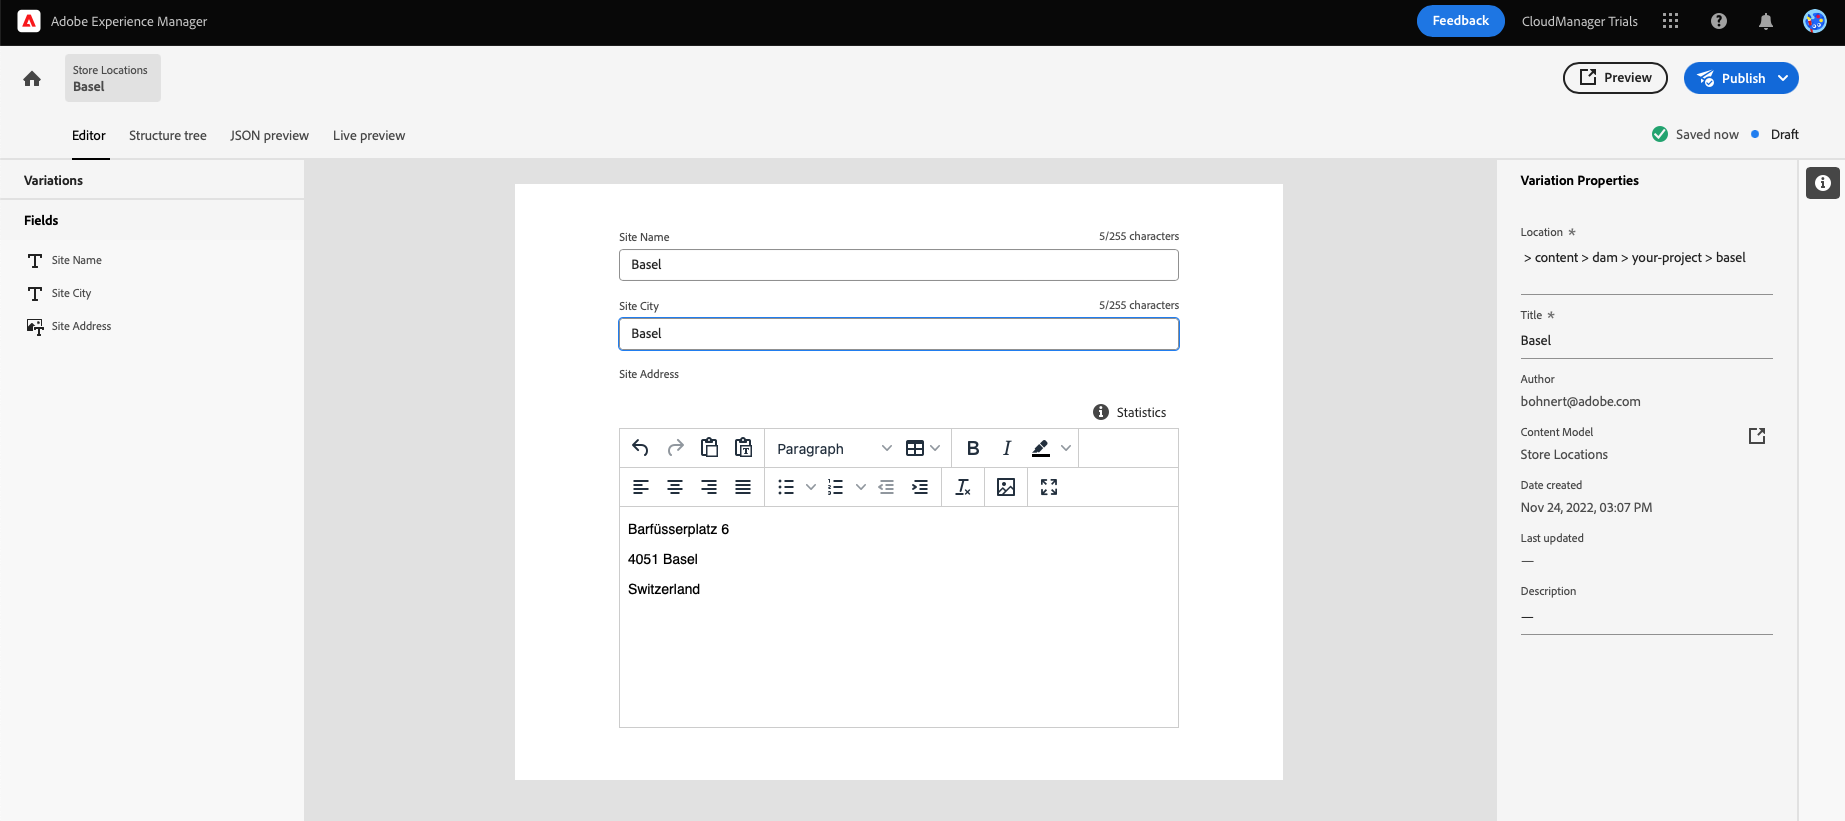 Adobe Experience Manager
Feedback
CloudManager Trials
Store Locations
Basel
Preview
Publish
Editor
Structure tree
JSON preview
Live preview
Saved now
Draft
Variations
Fields
Site Name
Site City
Site Address
Site Name
5/255 characters
Basel
Site City
5/255 characters
Basel
Site Address
Statistics
Paragraph
B
I
Barfüsserplatz 6
4051 Basel
Switzerland
Variation Properties
Location *
> content > dam > your-project > basel
Title *
Basel
Author
bohnert@adobe.com
Content Model
Store Locations
Date created
Nov 24, 2022, 03:07 PM
Last updated
—
Description
—